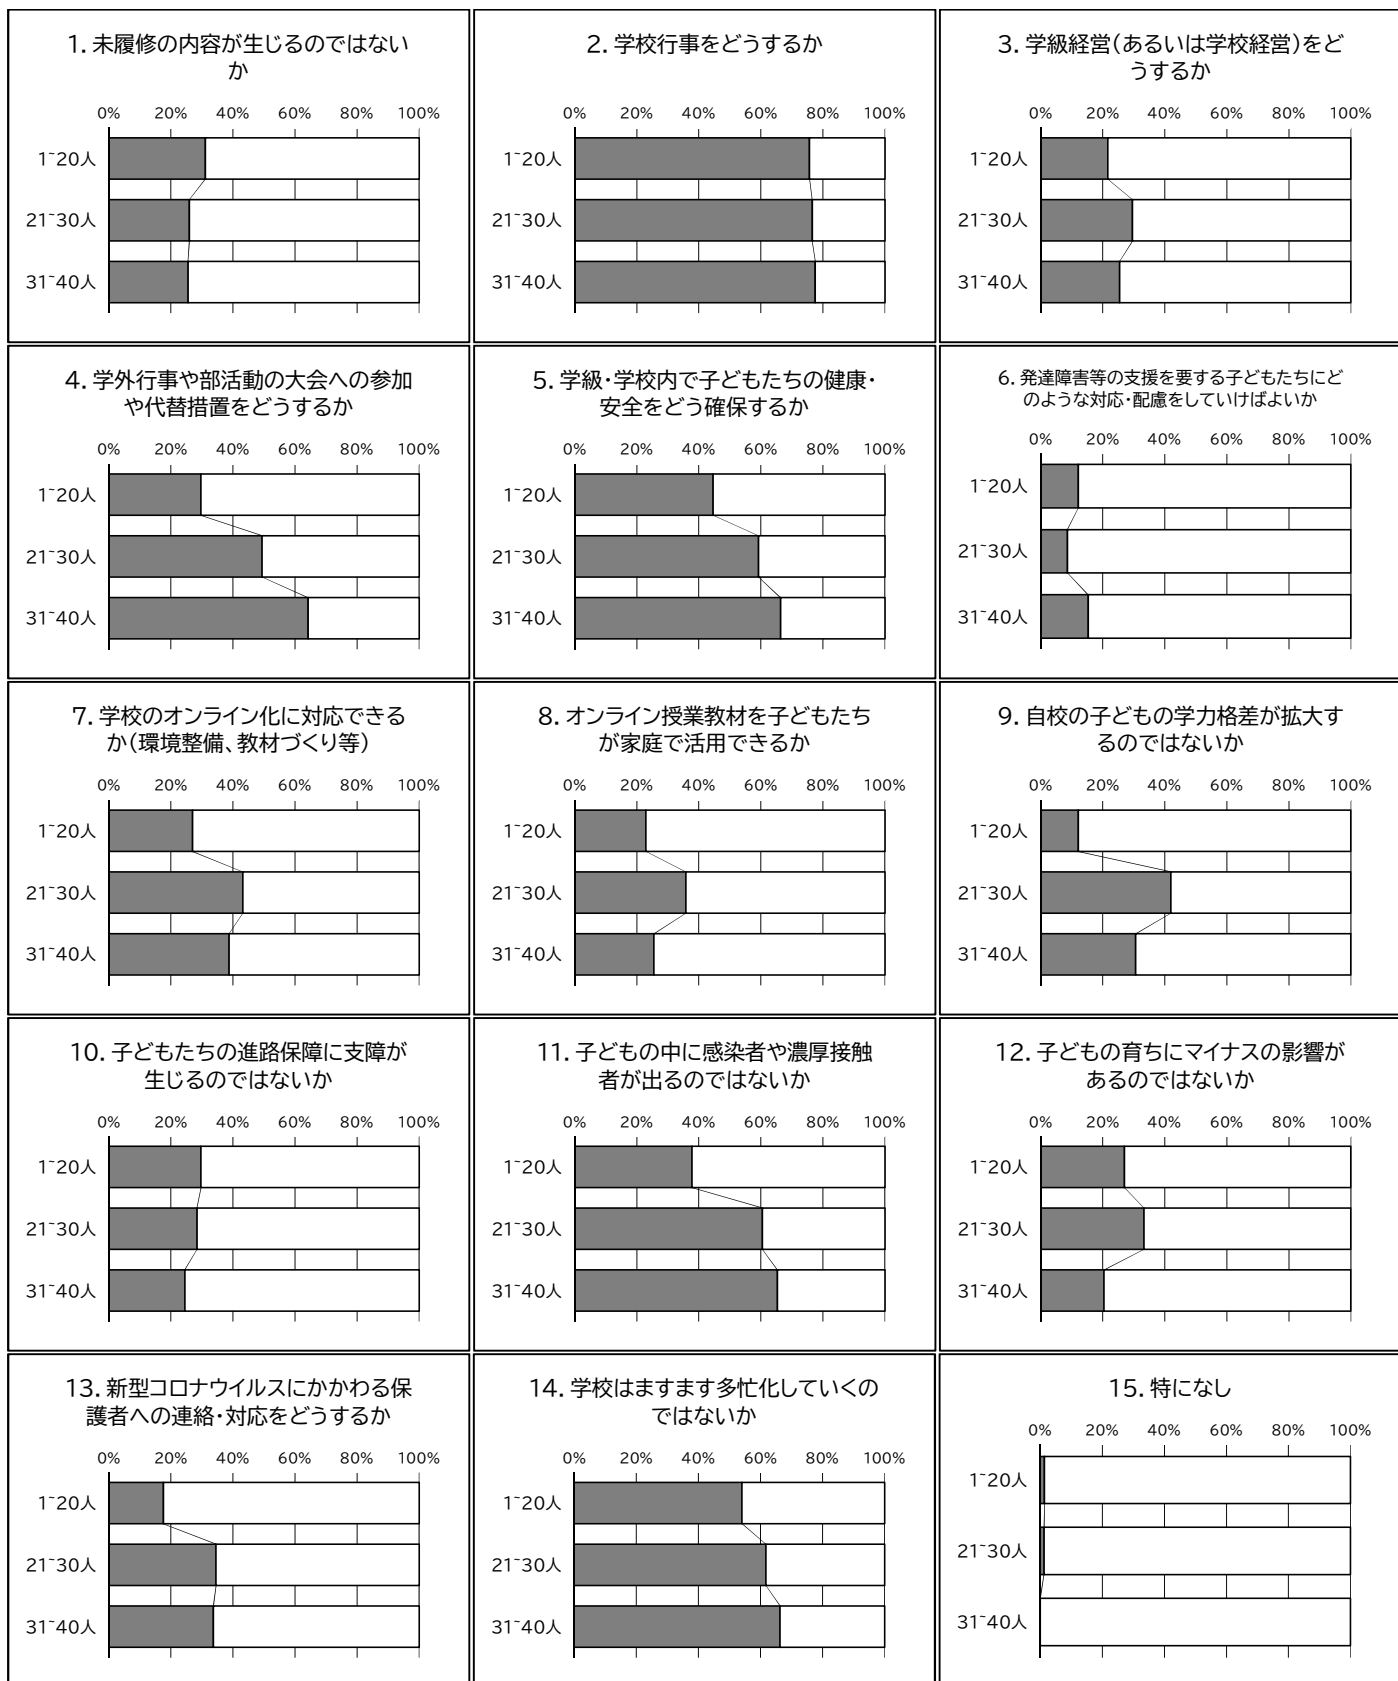 1. 未履修の内容が生じるのではない
か
0% 20% 40% 60% 80% 100%
1~20人
21~30人
31~40人
2. 学校行事をどうするか
0% 20% 40% 60% 80% 100%
1~20人
21~30人
31~40人
3. 学級経営(あるいは学校経営)をど
うするか
0% 20% 40% 60% 80% 100%
1~20人
21~30人
31~40人
4. 学外行事や部活動の大会への参加
や代替措置をどうするか
0% 20% 40% 60% 80% 100%
1~20人
21~30人
31~40人
5. 学級・学校内で子どもたちの健康・
安全をどう確保するか
0% 20% 40% 60% 80% 100%
1~20人
21~30人
31~40人
6. 発達障害等の支援を要する子どもたちにど
のような対応・配慮をしていけばよいか
0% 20% 40% 60% 80% 100%
1~20人
21~30人
31~40人
7. 学校のオンライン化に対応できる
か(環境整備、教材づくり等)
0% 20% 40% 60% 80% 100%
1~20人
21~30人
31~40人
8. オンライン授業教材を子どもたち
が家庭で活用できるか
0% 20% 40% 60% 80% 100%
1~20人
21~30人
31~40人
9. 自校の子どもの学力格差が拡大す
るのではないか
0% 20% 40% 60% 80% 100%
1~20人
21~30人
31~40人
10. 子どもたちの進路保障に支障が
生じるのではないか
0% 20% 40% 60% 80% 100%
1~20人
21~30人
31~40人
11. 子どもの中に感染者や濃厚接触
者が出るのではないか
0% 20% 40% 60% 80% 100%
1~20人
21~30人
31~40人
12. 子どもの育ちにマイナスの影響が
あるのではないか
0% 20% 40% 60% 80% 100%
1~20人
21~30人
31~40人
13. 新型コロナウイルスにかかわる保
護者への連絡・対応をどうするか
0% 20% 40% 60% 80% 100%
1~20人
21~30人
31~40人
14. 学校はますます多忙化していくの
ではないか
0% 20% 40% 60% 80% 100%
1~20人
21~30人
31~40人
15. 特になし
0% 20% 40% 60% 80% 100%
1~20人
21~30人
31~40人